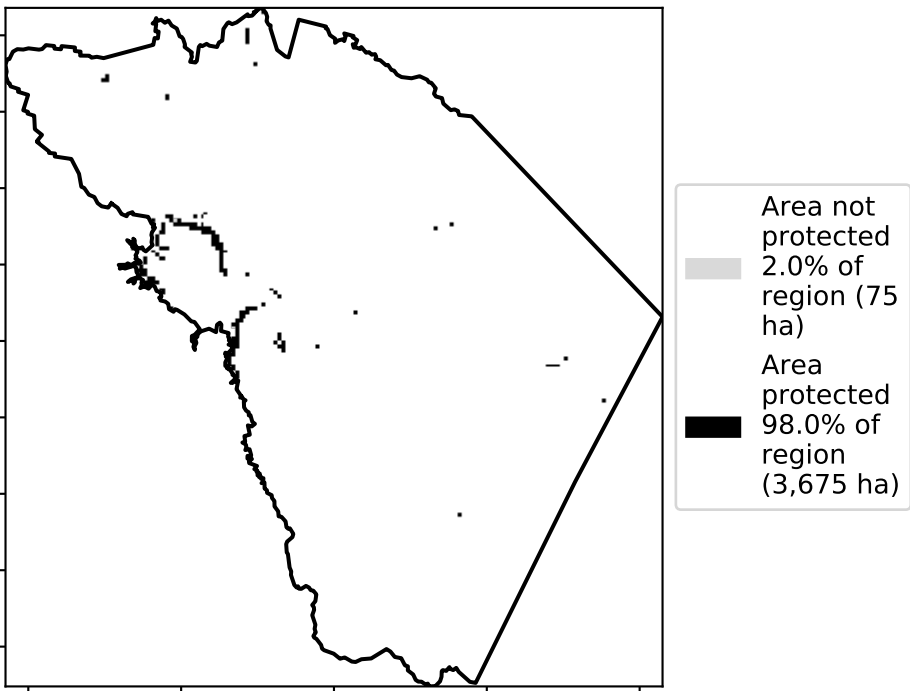 Area not
protected
2.0% of
region (75
ha)
Area
protected
98.0% of
region
(3,675 ha)